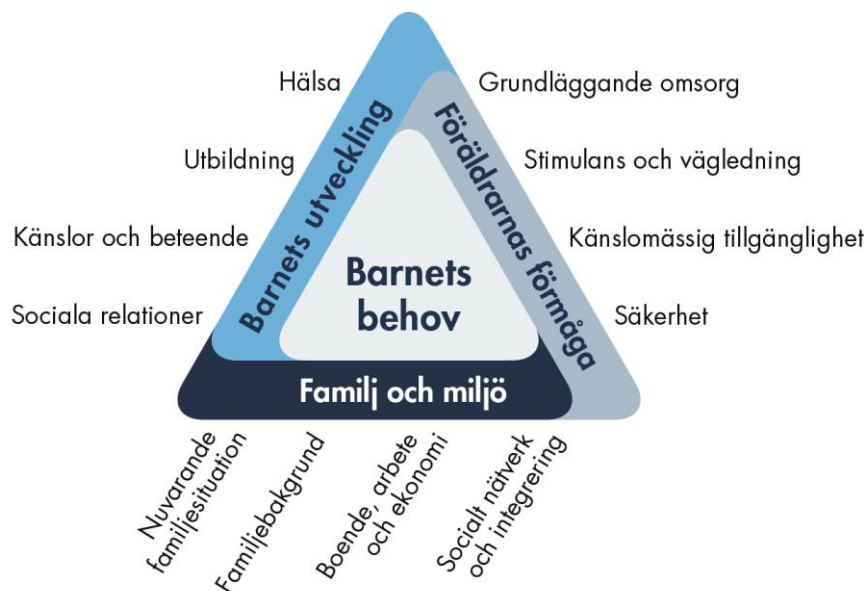 Hälsa
Utbildning
Känslor och beteende
Sociala relationer
Barnets utveckling
Grundläggande omsorg
Stimulans och vägledning
Känslomässig tillgänglighet
Säkerhet
Föräldrarnas förmåga
Barnets
behov
Familj och miljö
Nuvarande
familjesituation
Familjebakgrund
Boende, arbete
och ekonomi
Socialt nätverk
och integrering